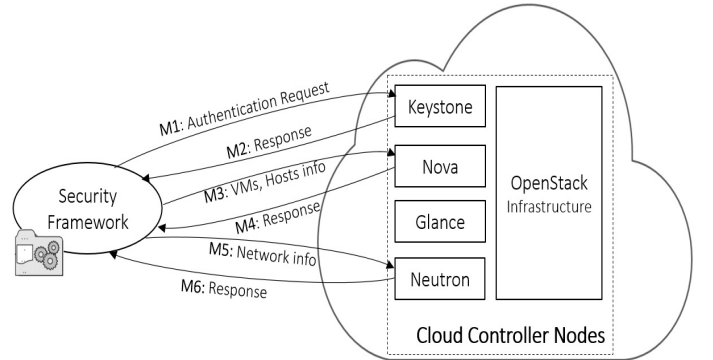 M1: Authentication Request
M2: Response
M3: VMs, Hosts info
M4: Response
M5: Network info
M6: Response
Security
Framework
Keystone
Nova
Glance
Neutron
OpenStack
Infrastructure
Cloud Controller Nodes